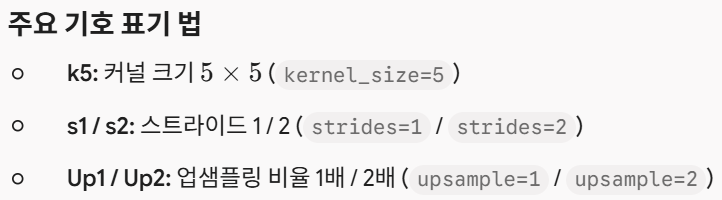 주요 기호 표기 법
k5: 커널 크기 5 × 5 ( kernel_size=5 )
s1 / s2: 스트라이드 1 / 2 ( strides=1 / strides=2 )
Up1 / Up2: 업샘플링 비율 1배 / 2배 ( upsample=1 / upsample=2 )